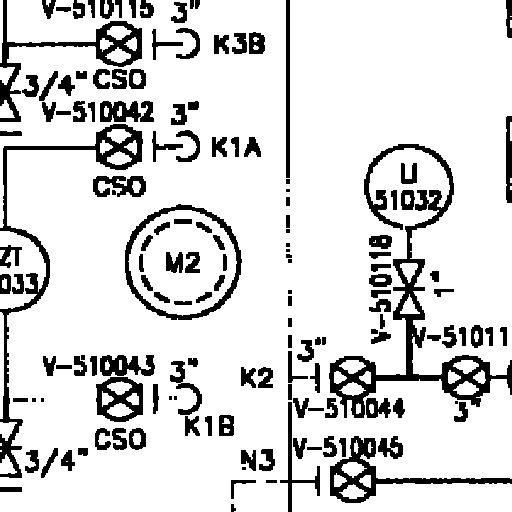 V-510115
3"
K3B
3/4"
CSO
V-510042
3"
K1A
CSO
LI
51032
ZT
033
M2
V-510118
1"
V-51011
V-510043
3"
K2
3"
V-510044
3"
K1B
CSO
3/4"
N3
V-510045